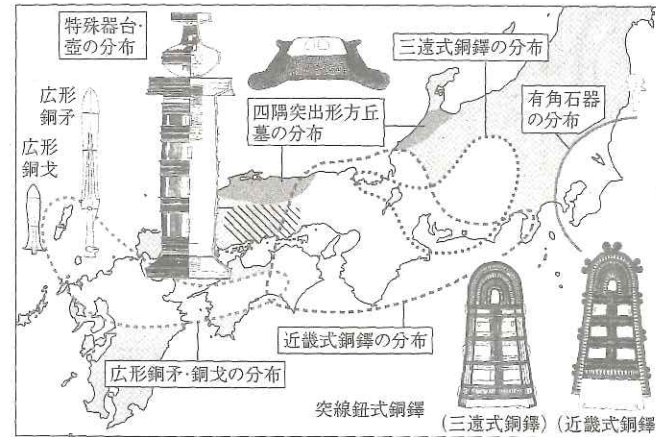 特殊器台・
壺の分布
広形
銅矛
広形
銅戈
四隅突出形方丘
墓の分布
三遠式銅鐸の分布
有角石器
の分布
近畿式銅鐸の分布
広形銅矛・銅戈の分布
突線鈕式銅鐸
(三遠式銅鐸)
(近畿式銅鐸